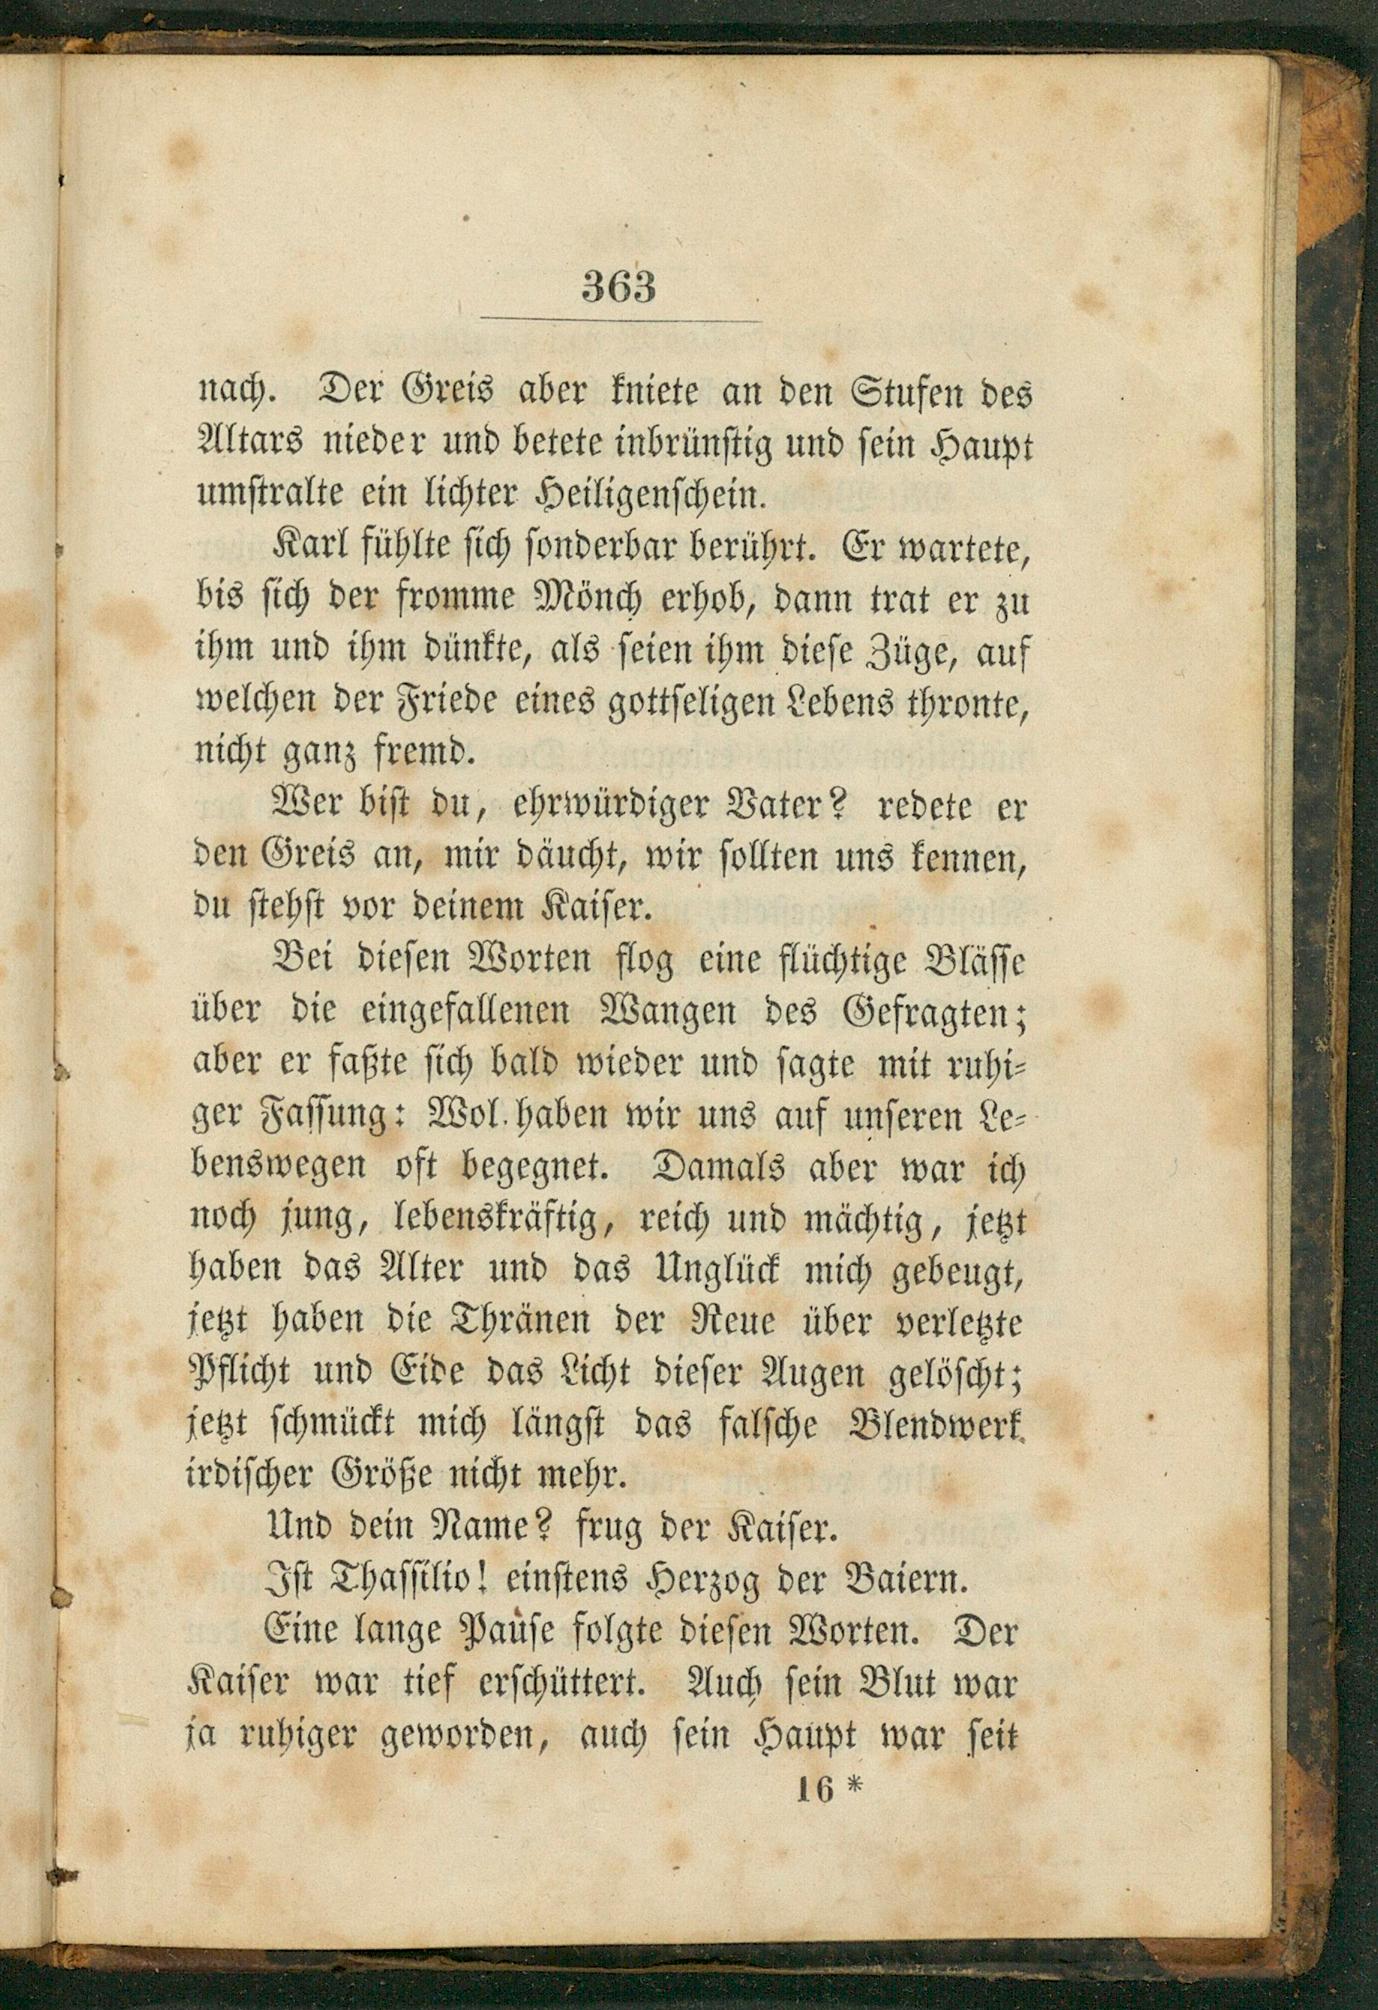 363
nach. Der Greis aber kniete an den Stufen des
Altars nieder und betete inbrünstig und sein Haupt
umstralte ein lichter Heiligenschein.
Karl fühlte sich sonderbar berührt. Er wartete,
bis sich der fromme Mönch erhob, dann trat er zu
ihm und ihm dünkte, als seien ihm diese Züge, auf
welchen der Friede eines gottseligen Lebens thronte,
nicht ganz fremd.
Wer bist du, ehrwürdiger Vater? redete er
den Greis an, mir däucht, wir sollten uns kennen,
du stehst vor deinem Kaiser.
Bei diesen Worten flog eine flüchtige Blässe
über die eingefallenen Wangen des Gefragten;
aber er faßte sich bald wieder und sagte mit ruhi-
ger Fassung: Wol haben wir uns auf unseren Le-
benswegen oft begegnet. Damals aber war ich
noch jung, lebenskräftig, reich und mächtig, jetzt
haben das Alter und das Unglück mich gebeugt,
jetzt haben die Thränen der Reue über verletzte
Pflicht und Eide das Licht dieser Augen gelöscht;
jetzt schmückt mich längst das falsche Blendwerk
irdischer Größe nicht mehr.
Und dein Name? frug der Kaiser.
Ist Thassilio! einstens Herzog der Baiern.
Eine lange Pause folgte diesen Worten. Der
Kaiser war tief erschüttert. Auch sein Blut war
ja ruhiger geworden, auch sein Haupt war seit
16 *